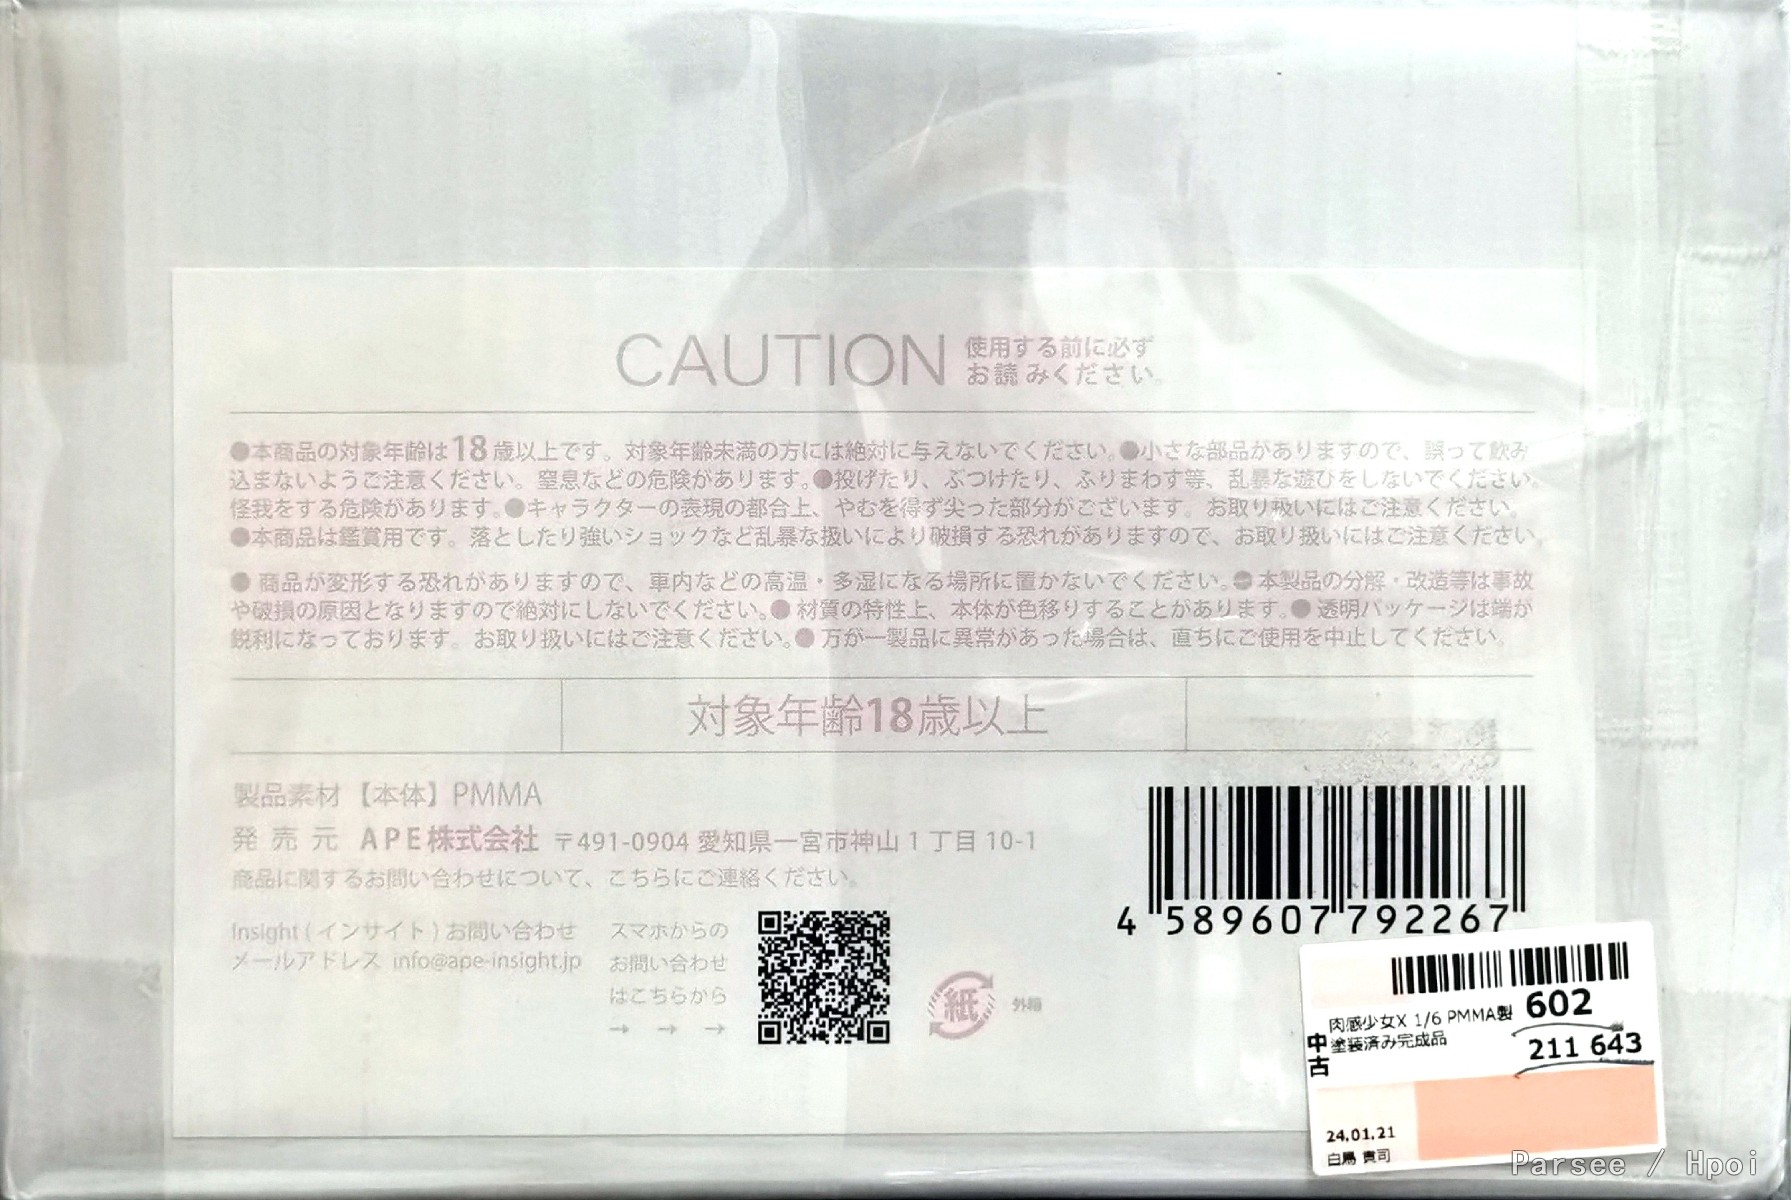 CAUTION 使用する前に必ず
お読みください。
●本商品の対象年齢は18歳以上です。対象年齢未満の方には絶対に与えないでください。●小さな部品がありますので、誤って飲み
込まないようご注意ください。窒息などの危険があります。●投げたり、ぶつけたり、ふりまわす等、乱暴な遊びをしないでください。
怪我をする危険があります。●キャラクターの表現の都合上、やむを得ず尖った部分がございます。お取り扱いにはご注意ください。
●本商品は鑑賞用です。落としたり強いショックなど乱暴な扱いにより破損する恐れがありますので、お取り扱いにはご注意ください。
● 商品が変形する恐れがありますので、車内などの高温・多湿になる場所に置かないでください。● 本製品の分解・改造等は事故
や破損の原因となりますので絶対にしないでください。● 材質の特性上、本体が色移りすることがあります。● 透明パッケージは端が
鋭利になっております。お取り扱いにはご注意ください。● 万が一製品に異常があった場合は、直ちにご使用を中止してください。
対象年齢18歳以上
製品素材【本体】PMMA
発売元 APE株式会社 〒491-0904 愛知県一宮市神山1丁目10-1
商品に関するお問い合わせについて、こちらにご連絡ください。
Insight(インサイト)お問い合わせ
メールアドレス info@ape-insight.jp
スマホからの
お問い合わせ
はこちらから
→ → →
紙 外箱
4 589607 792267
肉感少女X 1/6 PMMA製
塗装済み完成品
中古
602
211 643
24.01.21
白鳥 貴司
Parsee / Hpoi